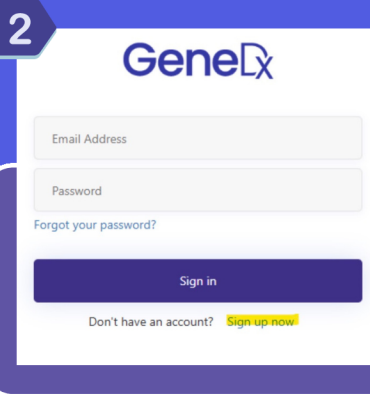 2
GeneDx
Email Address
Password
Forgot your password?
Sign in
Don't have an account? Sign up now